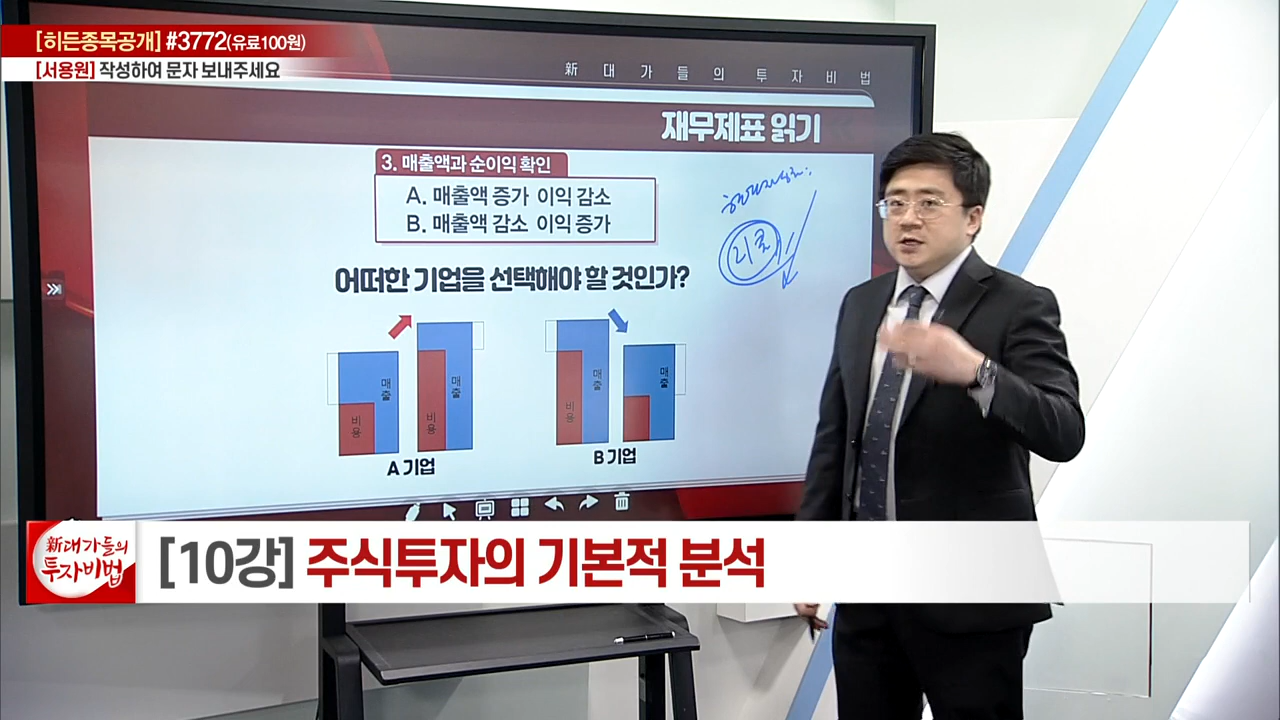 [히든종목공개] #3772(유료100원)
[서용원] 작성하여 문자 보내주세요
新 대 가 들 의 투 자 비 법
재무제표 읽기
3. 매출액과 순이익 확인
A. 매출액 증가 이익 감소
B. 매출액 감소 이익 증가
어떠한 기업을 선택해야 할 것인가?
매출
비용
매출
비용
매출
비용
매출
A 기업
B 기업
新대가들의
투자비법
[10강] 주식투자의 기본적 분석